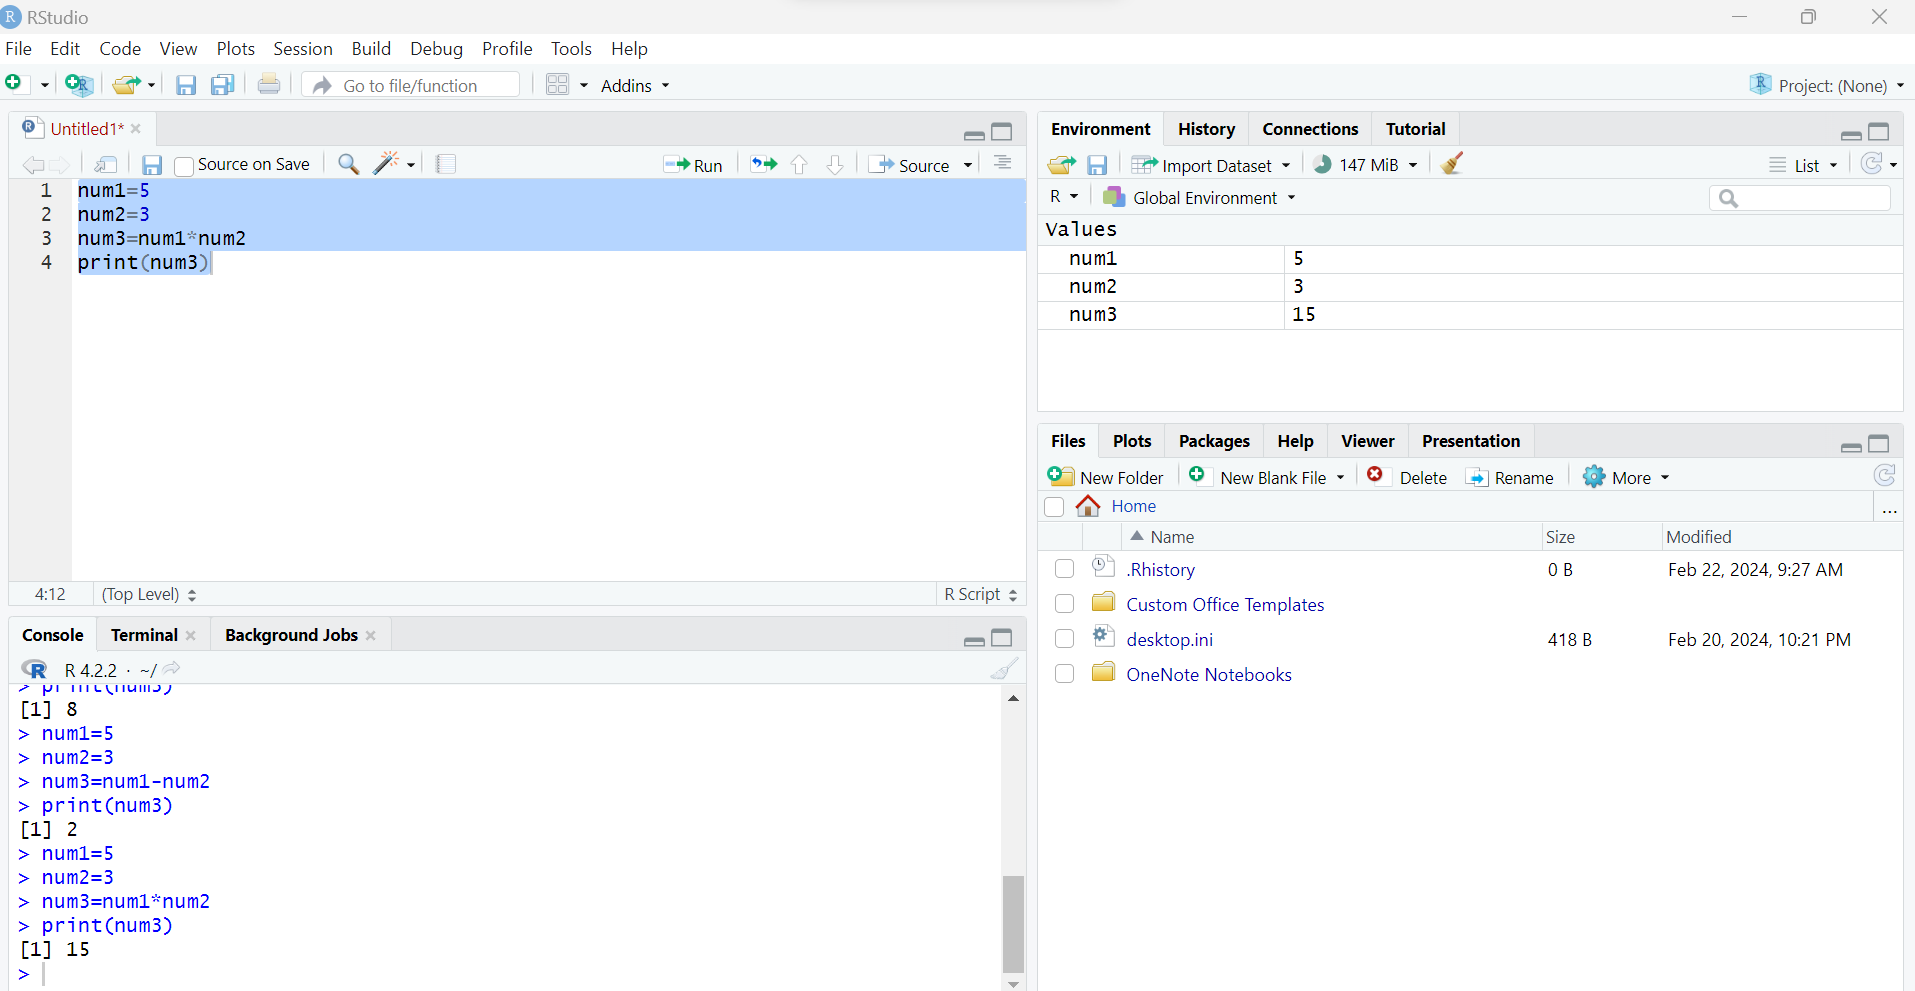 R RStudio
File Edit Code View Plots Session Build Debug Profile Tools Help
Go to file/function Addins Project: (None)
Untitled1*
Source on Save Run Source
1 num1=5
2 num2=3
3 num3=num1*num2
4 print(num3)
4:12 (Top Level) R Script
Console Terminal Background Jobs
R R 4.2.2 · ~/
> print(num3)
[1] 8
> num1=5
> num2=3
> num3=num1-num2
> print(num3)
[1] 2
> num1=5
> num2=3
> num3=num1*num2
> print(num3)
[1] 15
>
Environment History Connections Tutorial
Import Dataset 147 MiB List
R Global Environment
Values
num1 5
num2 3
num3 15
Files Plots Packages Help Viewer Presentation
New Folder New Blank File Delete Rename More
Home ...
Name Size Modified
.Rhistory 0 B Feb 22, 2024, 9:27 AM
Custom Office Templates
desktop.ini 418 B Feb 20, 2024, 10:21 PM
OneNote Notebooks